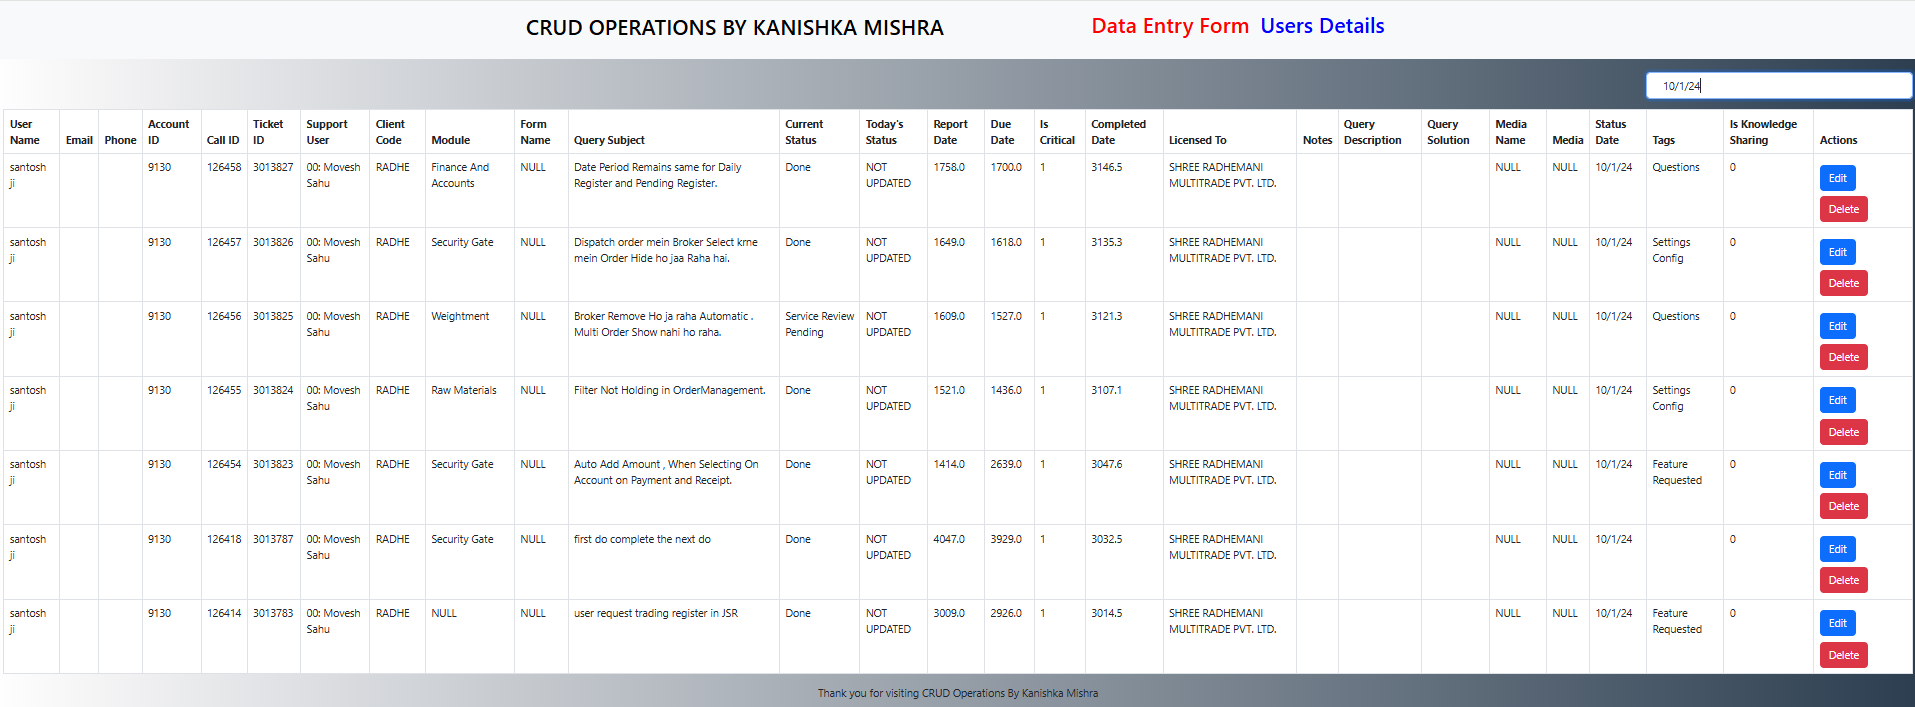 CRUD OPERATIONS BY KANISHKA MISHRA Data Entry Form Users Details
10/1/24
User Name Email Phone Account ID Call ID Ticket ID Support User Client Code Module Form Name Query Subject Current Status Today's Status Report Date Due Date Is Critical Completed Date Licensed To Notes Query Description Query Solution Media Name Media Status Date Tags Is Knowledge Sharing Actions
santosh ji 9130 126458 3013827 00: Movesh Sahu RADHE Finance And Accounts NULL Date Period Remains same for Daily Register and Pending Register. Done NOT UPDATED 1758.0 1700.0 1 3146.5 SHREE RADHEMANI MULTITRADE PVT. LTD. NULL NULL 10/1/24 Questions 0 Edit Delete
santosh ji 9130 126457 3013826 00: Movesh Sahu RADHE Security Gate NULL Dispatch order mein Broker Select krne mein Order Hide ho jaa Raha hai. Done NOT UPDATED 1649.0 1618.0 1 3135.3 SHREE RADHEMANI MULTITRADE PVT. LTD. NULL NULL 10/1/24 Settings Config 0 Edit Delete
santosh ji 9130 126456 3013825 00: Movesh Sahu RADHE Weightment NULL Broker Remove Ho ja raha Automatic . Multi Order Show nahi ho raha. Service Review Pending NOT UPDATED 1609.0 1527.0 1 3121.3 SHREE RADHEMANI MULTITRADE PVT. LTD. NULL NULL 10/1/24 Questions 0 Edit Delete
santosh ji 9130 126455 3013824 00: Movesh Sahu RADHE Raw Materials NULL Filter Not Holding in OrderManagement. Done NOT UPDATED 1521.0 1436.0 1 3107.1 SHREE RADHEMANI MULTITRADE PVT. LTD. NULL NULL 10/1/24 Settings Config 0 Edit Delete
santosh ji 9130 126454 3013823 00: Movesh Sahu RADHE Security Gate NULL Auto Add Amount , When Selecting On Account on Payment and Receipt. Done NOT UPDATED 1414.0 2639.0 1 3047.6 SHREE RADHEMANI MULTITRADE PVT. LTD. NULL NULL 10/1/24 Feature Requested 0 Edit Delete
santosh ji 9130 126418 3013787 00: Movesh Sahu RADHE Security Gate NULL first do complete the next do Done NOT UPDATED 4047.0 3929.0 1 3032.5 SHREE RADHEMANI MULTITRADE PVT. LTD. NULL NULL 10/1/24 0 Edit Delete
santosh ji 9130 126414 3013783 00: Movesh Sahu RADHE NULL NULL user request trading register in JSR Done NOT UPDATED 3009.0 2926.0 1 3014.5 SHREE RADHEMANI MULTITRADE PVT. LTD. NULL NULL 10/1/24 Feature Requested 0 Edit Delete
Thank you for visiting CRUD Operations By Kanishka Mishra